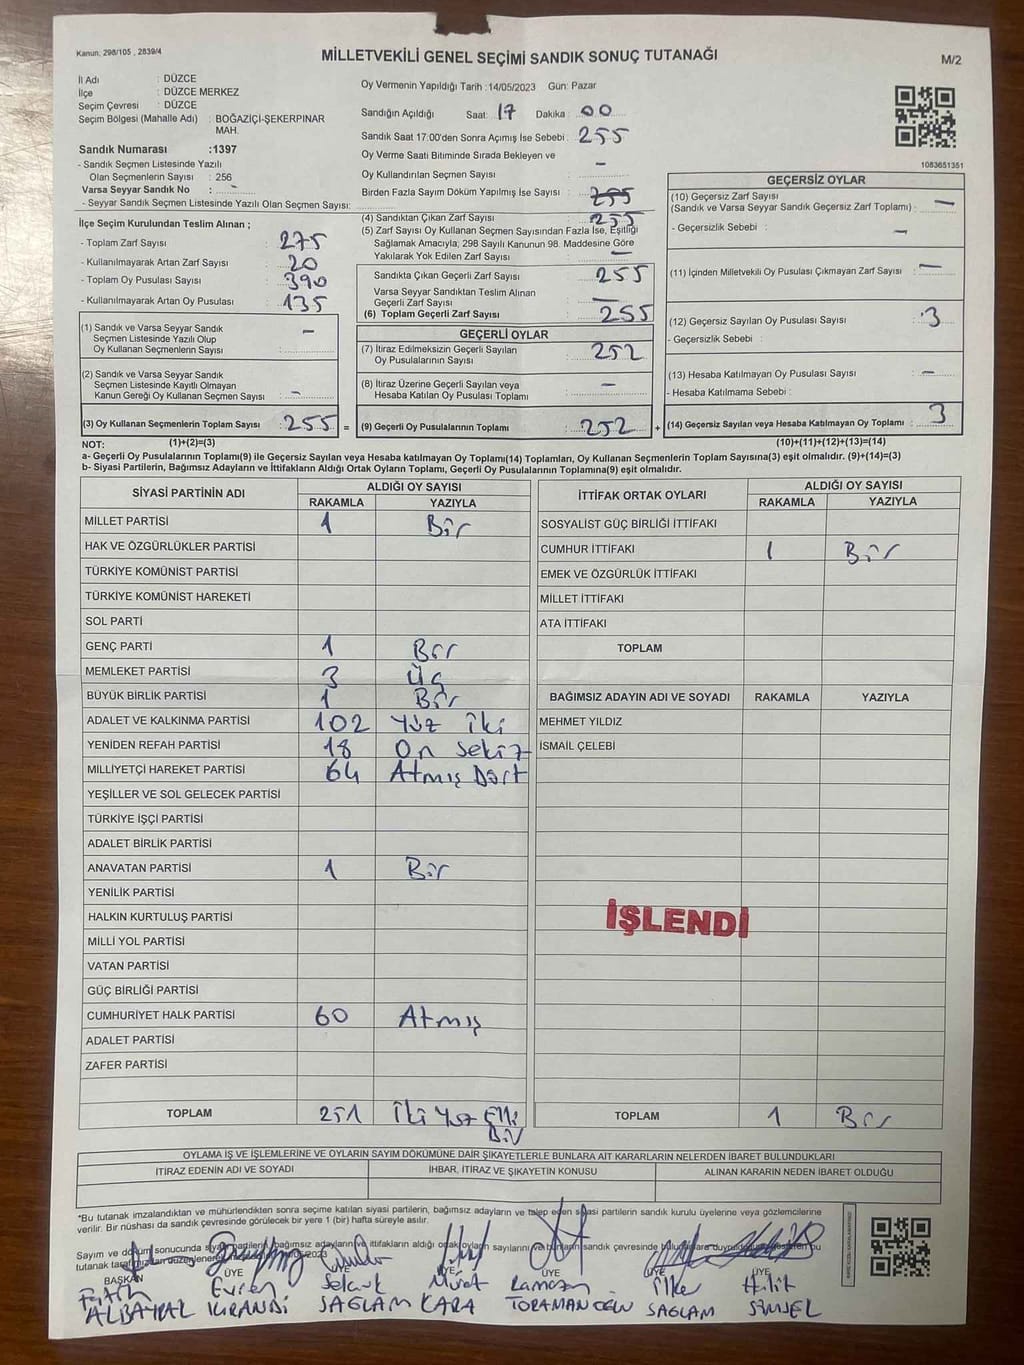 Kanun, 298/105 , 2839/4
MİLLETVEKİLİ GENEL SEÇİMİ SANDIK SONUÇ TUTANAĞI
M/2
İl Adı : DÜZCE
İlçe : DÜZCE MERKEZ
Seçim Çevresi : DÜZCE
Seçim Bölgesi (Mahalle Adı) : BOĞAZİÇİ-ŞEKERPINAR MAH.
Sandık Numarası :1397
- Sandık Seçmen Listesinde Yazılı
Olan Seçmenlerin Sayısı : 256
Varsa Seyyar Sandık No : -
- Seyyar Sandık Seçmen Listesinde Yazılı Olan Seçmen Sayısı:
Oy Vermenin Yapıldığı Tarih :14/05/2023 Gün: Pazar
Sandığın Açıldığı Saat: 17 Dakika : 00
Sandık Saat 17.00'den Sonra Açımış İse Sebebi : 255
Oy Verme Saati Bitiminde Sırada Bekleyen ve
Oy Kullandırılan Seçmen Sayısı : -
Birden Fazla Sayım Döküm Yapılmış İse Sayısı : 255
(4) Sandıktan Çıkan Zarf Sayısı : 255
(5) Zarf Sayısı Oy Kullanan Seçmen Sayısından Fazla İse, Eşitliği
Sağlamak Amacıyla; 298 Sayılı Kanunun 98. Maddesine Göre
Yakılarak Yok Edilen Zarf Sayısı : -
Sandıkta Çıkan Geçerli Zarf Sayısı : 255
Varsa Seyyar Sandıktan Teslim Alınan
Geçerli Zarf Sayısı : -
(6) Toplam Geçerli Zarf Sayısı : 255
1083651351
İlçe Seçim Kurulundan Teslim Alınan ;
- Toplam Zarf Sayısı : 275
- Kullanılmayarak Artan Zarf Sayısı : 20
- Toplam Oy Pusulası Sayısı : 390
- Kullanılmayarak Artan Oy Pusulası : 135
(1) Sandık ve Varsa Seyyar Sandık
Seçmen Listesinde Yazılı Olup
Oy Kullanan Seçmenlerin Sayısı : -
(2) Sandık ve Varsa Seyyar Sandık
Seçmen Listesinde Kayıtlı Olmayan
Kanun Gereği Oy Kullanan Seçmen Sayısı : -
(3) Oy Kullanan Seçmenlerin Toplam Sayısı : 255 =
GEÇERLİ OYLAR
(7) İtiraz Edilmeksizin Geçerli Sayılan
Oy Pusulalarının Sayısı : 252
(8) İtiraz Üzerine Geçerli Sayılan veya
Hesaba Katılan Oy Pusulası Toplamı : -
(9) Geçerli Oy Pusulalarının Toplamı : 252 +
GEÇERSİZ OYLAR
(10) Geçersiz Zarf Sayısı
(Sandık ve Varsa Seyyar Sandık Geçersiz Zarf Toplamı) : -
- Geçersizlik Sebebi : -
(11) İçinden Milletvekili Oy Pusulası Çıkmayan Zarf Sayısı : -
(12) Geçersiz Sayılan Oy Pusulası Sayısı : 3
- Geçersizlik Sebebi :
(13) Hesaba Katılmayan Oy Pusulası Sayısı : -
- Hesaba Katılmama Sebebi :
(14) Geçersiz Sayılan veya Hesaba Katılmayan Oy Toplamı : 3
NOT: (1)+(2)=(3) (10)+(11)+(12)+(13)=(14)
a- Geçerli Oy Pusulalarının Toplamı(9) ile Geçersiz Sayılan veya Hesaba katılmayan Oy Toplamı(14) Toplamları, Oy Kullanan Seçmenlerin Toplam Sayısına(3) eşit olmalıdır. (9)+(14)=(3)
b- Siyasi Partilerin, Bağımsız Adayların ve İttifakların Aldığı Ortak Oyların Toplamı, Geçerli Oy Pusulalarının Toplamına(9) eşit olmalıdır.
SİYASİ PARTİNİN ADI ALDIĞI OY SAYISI
RAKAMLA YAZIYLA
MİLLET PARTİSİ 1 Bir
HAK VE ÖZGÜRLÜKLER PARTİSİ
TÜRKİYE KOMÜNİST PARTİSİ
TÜRKİYE KOMÜNİST HAREKETİ
SOL PARTİ
GENÇ PARTİ 1 Bir
MEMLEKET PARTİSİ 3 Üç
BÜYÜK BİRLİK PARTİSİ 1 Bir
ADALET VE KALKINMA PARTİSİ 102 Yüz iki
YENİDEN REFAH PARTİSİ 18 On Sekiz
MİLLİYETÇİ HAREKET PARTİSİ 64 Atmış Dört
YEŞİLLER VE SOL GELECEK PARTİSİ
TÜRKİYE İŞÇİ PARTİSİ
ADALET BİRLİK PARTİSİ
ANAVATAN PARTİSİ 1 Bir
YENİLİK PARTİSİ
HALKIN KURTULUŞ PARTİSİ
MİLLİ YOL PARTİSİ
VATAN PARTİSİ
GÜÇ BİRLİĞİ PARTİSİ
CUMHURİYET HALK PARTİSİ 60 Atmış
ADALET PARTİSİ
ZAFER PARTİSİ
TOPLAM 251 İki Yüz Elli Bir
İTTİFAK ORTAK OYLARI ALDIĞI OY SAYISI
RAKAMLA YAZIYLA
SOSYALİST GÜÇ BİRLİĞİ İTTİFAKI
CUMHUR İTTİFAKI 1 Bir
EMEK VE ÖZGÜRLÜK İTTİFAKI
MİLLET İTTİFAKI
ATA İTTİFAKI
TOPLAM
BAĞIMSIZ ADAYIN ADI VE SOYADI RAKAMLA YAZIYLA
MEHMET YILDIZ
İSMAİL ÇELEBİ
İŞLENDİ
TOPLAM 1 Bir
OYLAMA İŞ VE İŞLEMLERİNE VE OYLARIN SAYIM DÖKÜMÜNE DAİR ŞİKAYETLERLE BUNLARA AİT KARARLARIN NELERDEN İBARET BULUNDUKLARI
İTİRAZ EDENİN ADI VE SOYADI İHBAR, İTİRAZ VE ŞİKAYETİN KONUSU ALINAN KARARIN NEDEN İBARET OLDUĞU
*Bu tutanak imzalandıktan ve mühürlendikten sonra seçime katılan siyasi partilerin, bağımsız adayların ve talep eden siyasi partilerin sandık kurulu üyelerine veya gözlemcilerine
verilir. Bir nüshası da sandık çevresinde görülecek bir yere 1 (bir) hafta süreyle asılır.
Sayım ve döküm sonucunda siyasi partilerin, bağımsız adayların ve ittifakların aldığı ortak oyların sayılarını ve bunların sandık çevresinde
tutanak tarafımızdan düzenlenerek
BAŞKAN ÜYE ÜYE ÜYE ÜYE ÜYE
Fatih Evren Selçuk Murat Ramazan İlker Halit
ALBAYRAL KIRANDİ SAĞLAM KARA TORAMANOĞLU SAĞLAM ŞİMŞEL